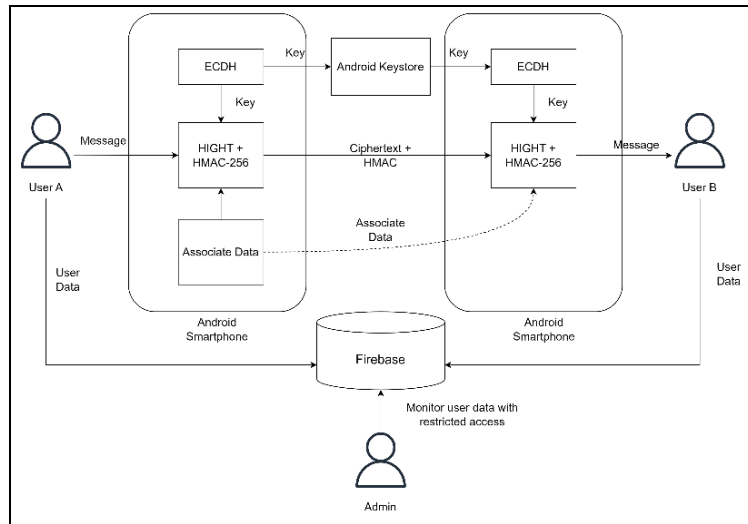 Key
Key
ECDH
Android Keystore
ECDH
Key
Key
Message
HIGHT +
HMAC-256
Ciphertext +
HMAC
HIGHT +
HMAC-256
Message
User A
User B
Associate Data
Associate
Data
User
Data
User
Data
Android
Smartphone
Android
Smartphone
Firebase
Monitor user data with
restricted access
Admin